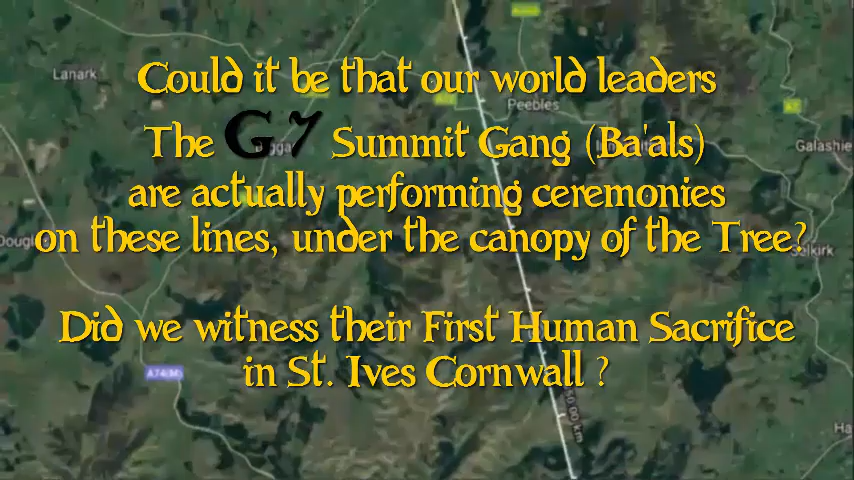 Could it be that our world leaders
The G7 Summit Gang (Ba'als)
are actually performing ceremonies
on these lines, under the canopy of the Tree?
Did we witness their First Human Sacrifice
in St. Ives Cornwall ?
Lanark
Peebles
A74(M)